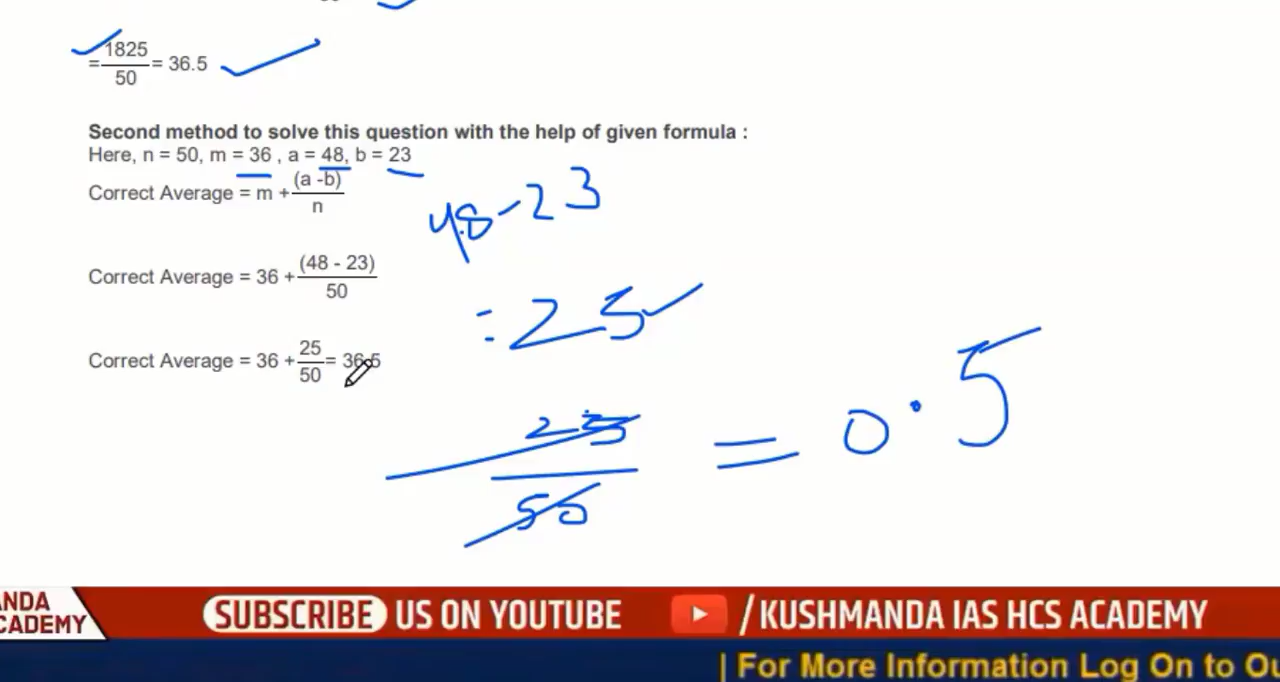 = 1825/50 = 36.5
Second method to solve this question with the help of given formula :
Here, n = 50, m = 36 , a = 48, b = 23
Correct Average = m + (a -b)/n
48-23
Correct Average = 36 + (48 - 23)/50
= 25
Correct Average = 36 + 25/50 = 36.5
25/50 = 0.5
NDA
CADEMY
SUBSCRIBE US ON YOUTUBE /KUSHMANDA IAS HCS ACADEMY
| For More Information Log On to Ou